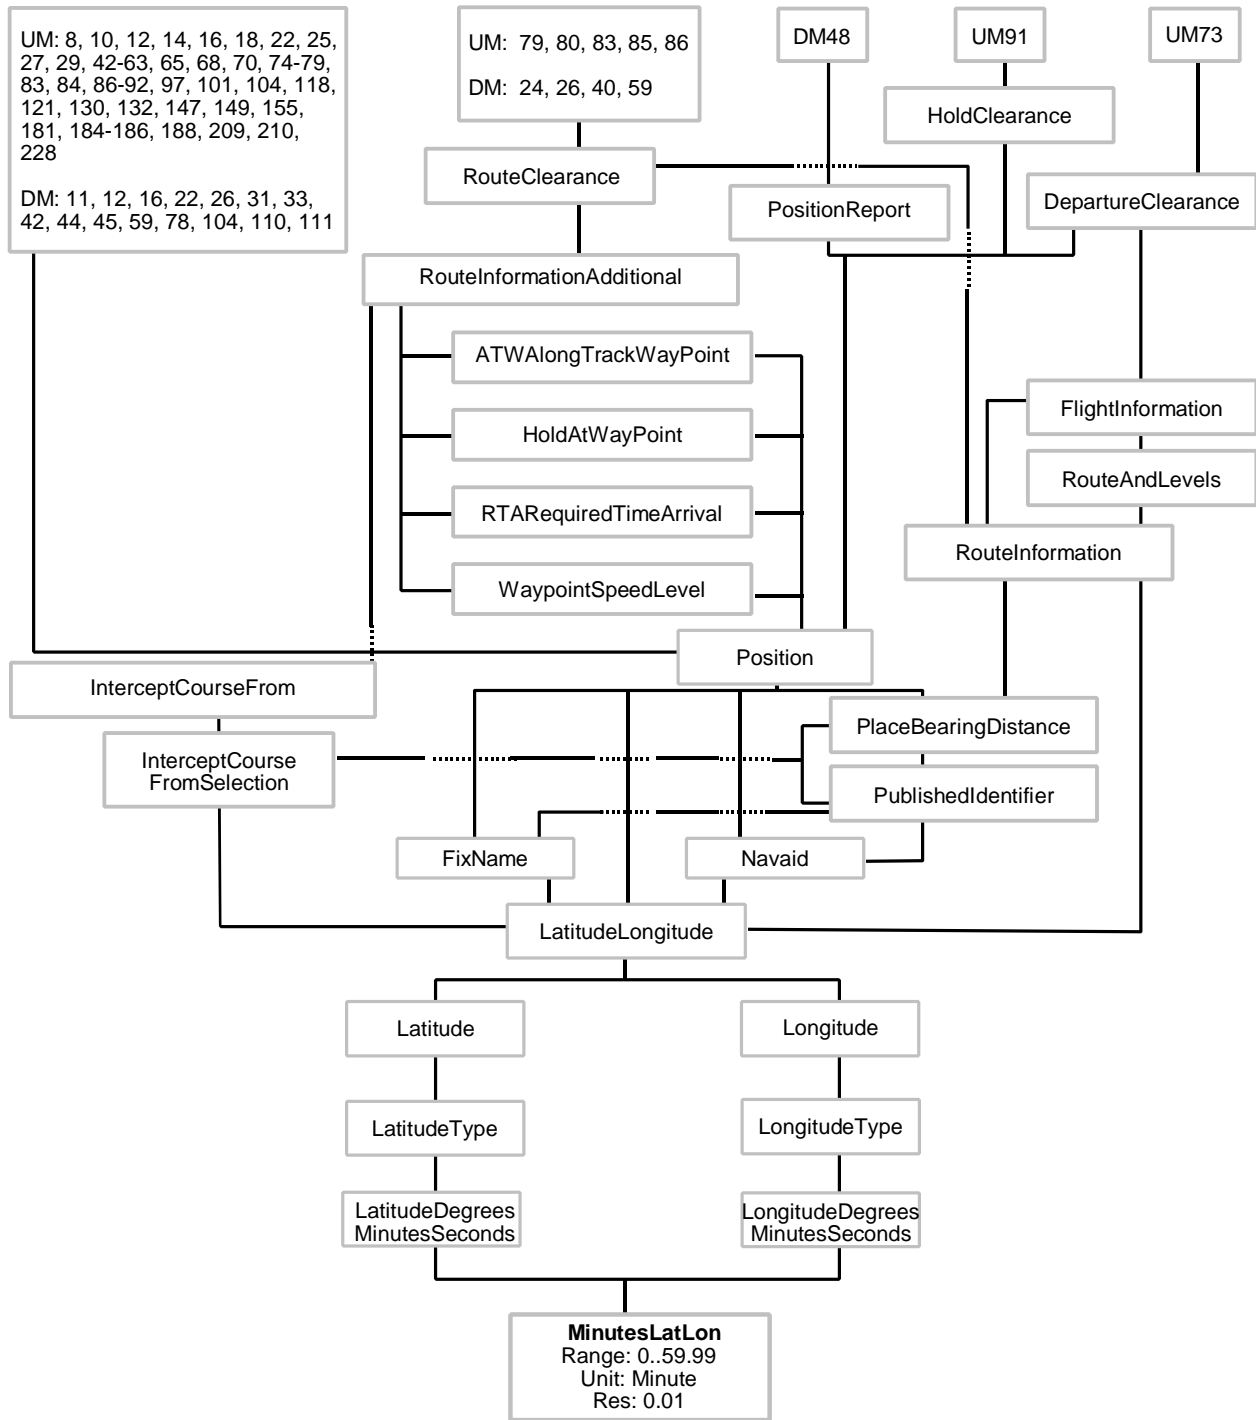 UM: 8, 10, 12, 14, 16, 18, 22, 25,
27, 29, 42-63, 65, 68, 70, 74-79,
83, 84, 86-92, 97, 101, 104, 118,
121, 130, 132, 147, 149, 155,
181, 184-186, 188, 209, 210,
228
DM: 11, 12, 16, 22, 26, 31, 33,
42, 44, 45, 59, 78, 104, 110, 111
UM: 79, 80, 83, 85, 86
DM: 24, 26, 40, 59
DM48
UM91
UM73
HoldClearance
RouteClearance
PositionReport
DepartureClearance
RouteInformationAdditional
ATWAlongTrackWayPoint
HoldAtWayPoint
RTARequiredTimeArrival
WaypointSpeedLevel
FlightInformation
RouteAndLevels
RouteInformation
Position
InterceptCourseFrom
InterceptCourse
FromSelection
PlaceBearingDistance
PublishedIdentifier
FixName
Navaid
LatitudeLongitude
Latitude
Longitude
LatitudeType
LongitudeType
LatitudeDegrees
MinutesSeconds
LongitudeDegrees
MinutesSeconds
MinutesLatLon
Range: 0..59.99
Unit: Minute
Res: 0.01